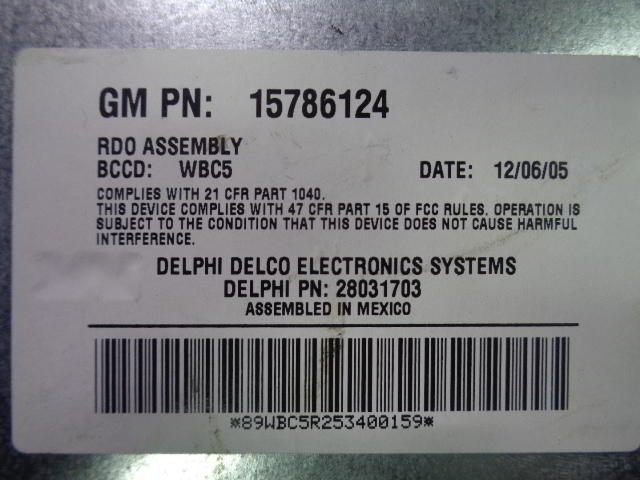 GM PN: 15786124
RDO ASSEMBLY
BCCD: WBC5 DATE: 12/06/05
COMPLIES WITH 21 CFR PART 1040.
THIS DEVICE COMPLIES WITH 47 CFR PART 15 OF FCC RULES. OPERATION IS
SUBJECT TO THE CONDITION THAT THIS DEVICE DOES NOT CAUSE HARMFUL
INTERFERENCE.
DELPHI DELCO ELECTRONICS SYSTEMS
DELPHI PN: 28031703
ASSEMBLED IN MEXICO
*89WBC5R253400159*